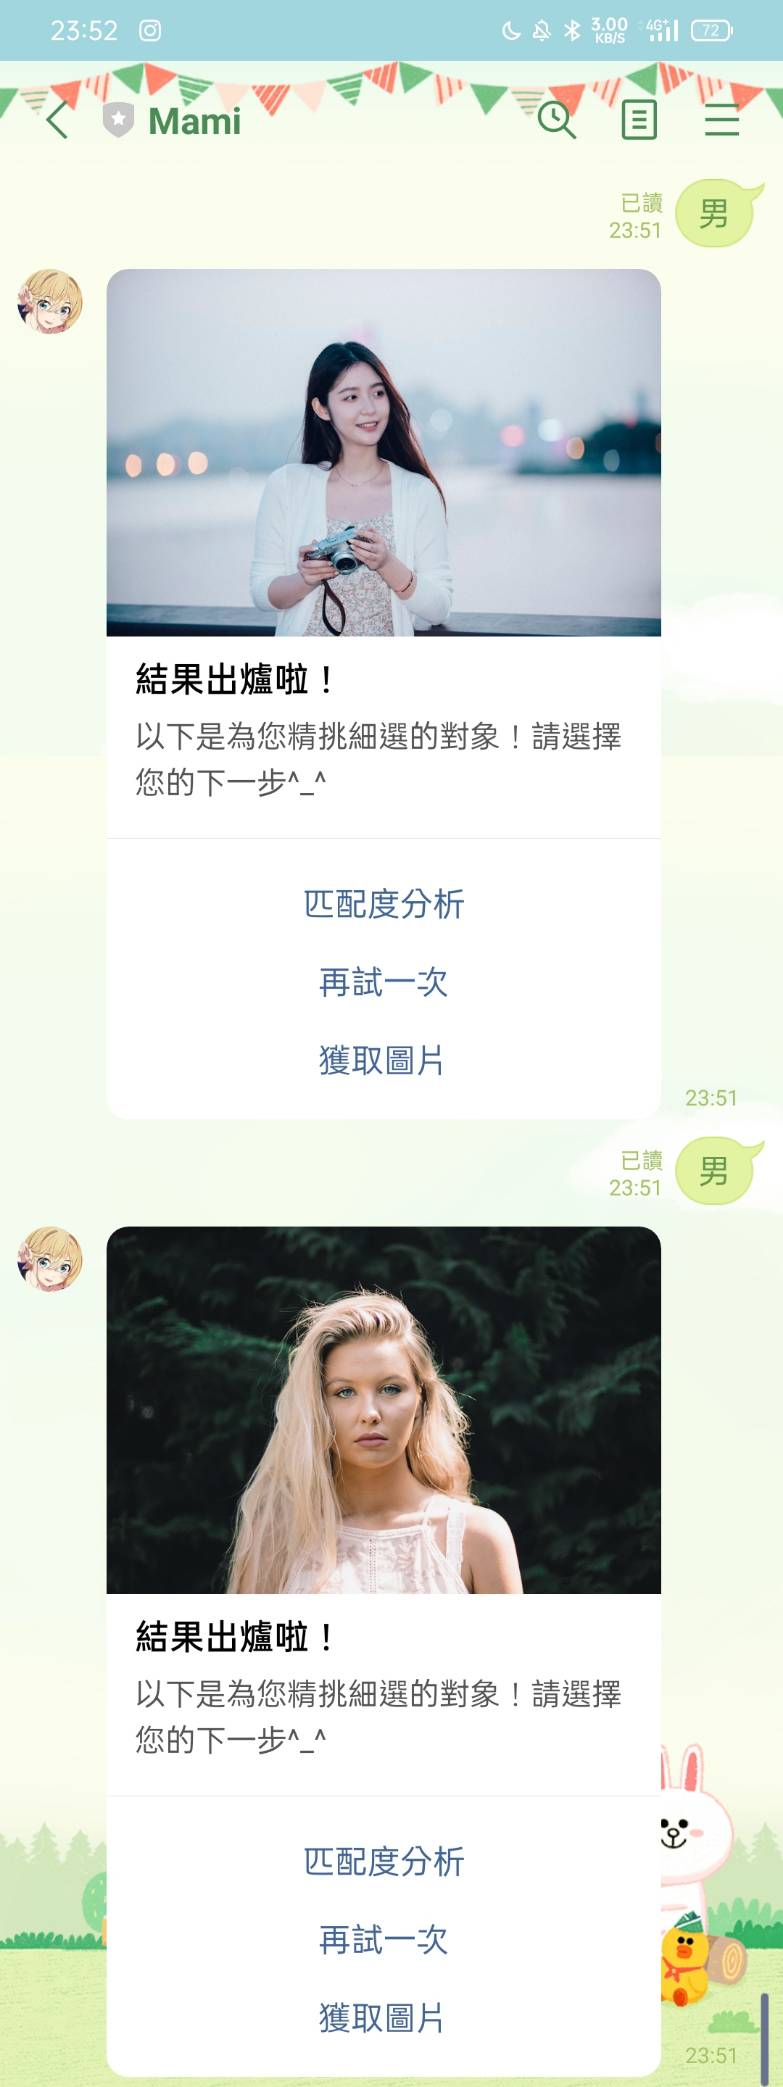 23:52
3.00
KB/S
4G+
72
Mami
已讀
23:51
男
結果出爐啦！
以下是為您精挑細選的對象！請選擇
您的下一步^_^
匹配度分析
再試一次
獲取圖片
23:51
已讀
23:51
男
結果出爐啦！
以下是為您精挑細選的對象！請選擇
您的下一步^_^
匹配度分析
再試一次
獲取圖片
23:51